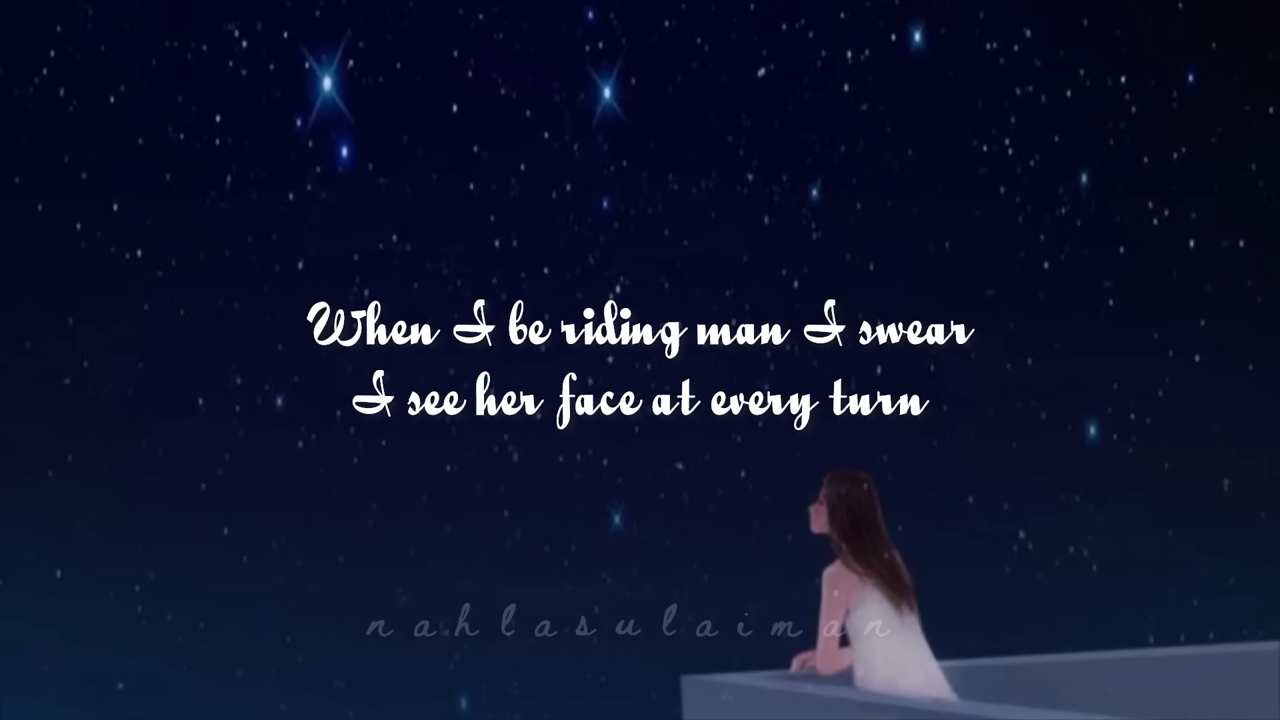 When I be riding man I swear
I see her face at every turn
nahlasulaiman